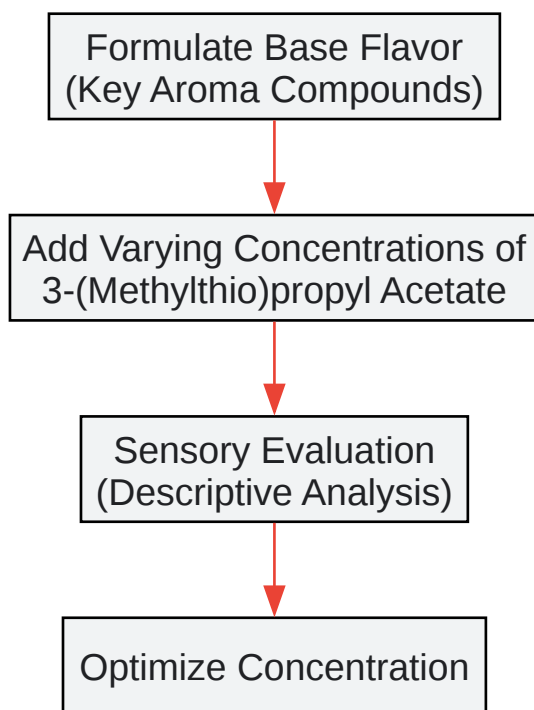 Formulate Base Flavor
(Key Aroma Compounds)
Add Varying Concentrations of
3-(Methylthio)propyl Acetate
Sensory Evaluation
(Descriptive Analysis)
Optimize Concentration